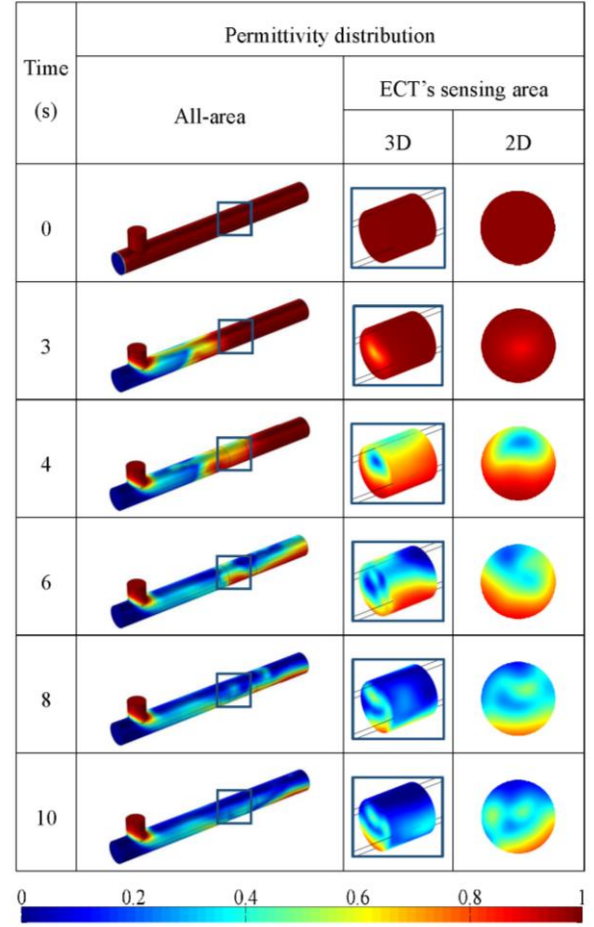 Permittivity distribution
Time
(s)
All-area
ECT's sensing area
3D
2D
0
3
4
6
8
10
0 0.2 0.4 0.6 0.8 1